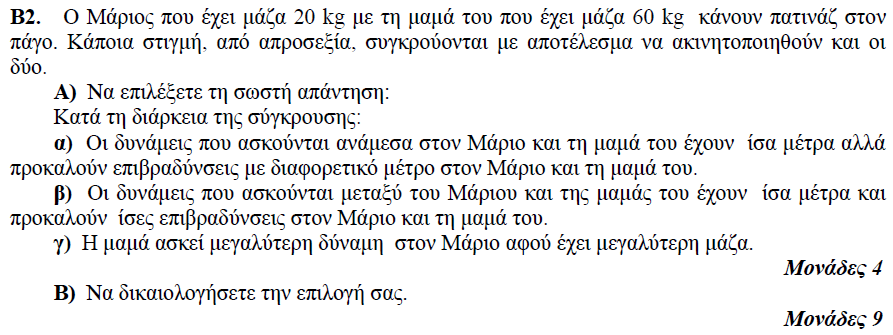 Β2. Ο Μάριος που έχει μάζα 20 kg με τη μαμά του που έχει μάζα 60 kg κάνουν πατινάζ στον
πάγο. Κάποια στιγμή, από απροσεξία, συγκρούονται με αποτέλεσμα να ακινητοποιηθούν και οι
δύο.
Α) Να επιλέξετε τη σωστή απάντηση:
Κατά τη διάρκεια της σύγκρουσης:
α) Οι δυνάμεις που ασκούνται ανάμεσα στον Μάριο και τη μαμά του έχουν ίσα μέτρα αλλά
προκαλούν επιβραδύνσεις με διαφορετικό μέτρο στον Μάριο και τη μαμά του.
β) Οι δυνάμεις που ασκούνται μεταξύ του Μάριου και της μαμάς του έχουν ίσα μέτρα και
προκαλούν ίσες επιβραδύνσεις στον Μάριο και τη μαμά του.
γ) Η μαμά ασκεί μεγαλύτερη δύναμη στον Μάριο αφού έχει μεγαλύτερη μάζα.
Μονάδες 4
Β) Να δικαιολογήσετε την επιλογή σας.
Μονάδες 9